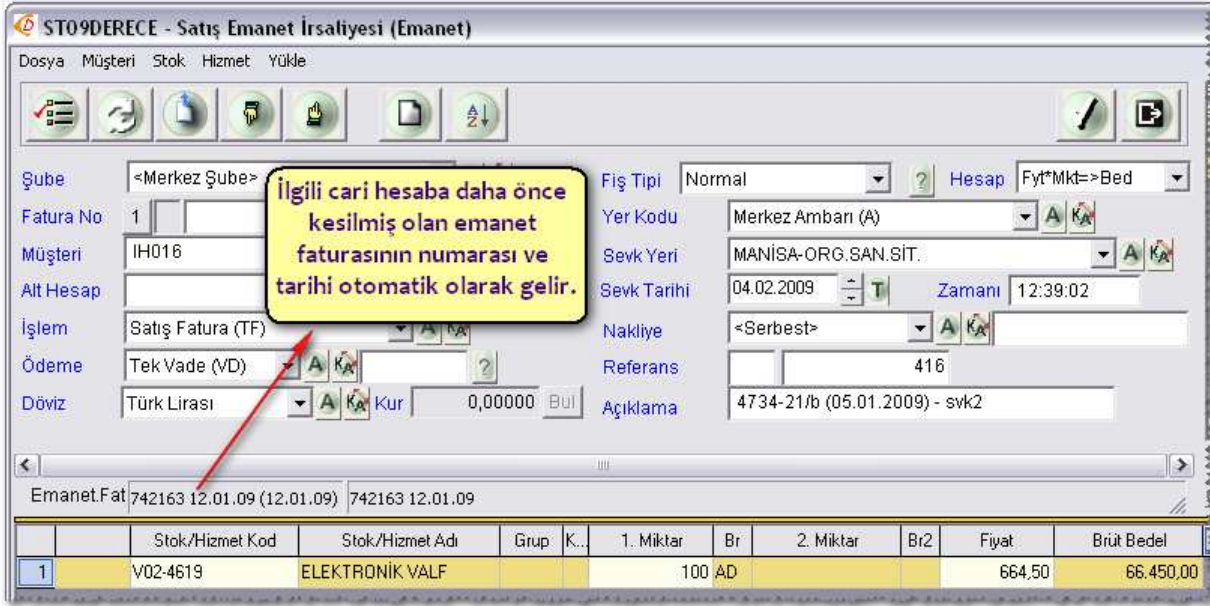 ST09DERECE - Satış Emanet İrsaliyesi (Emanet)
Dosya Müşteri Stok Hizmet Yükle
Şube <Merkez Şube> Fiş Tipi Normal ? Hesap Fyt*Mkt=>Bed
Fatura No 1 Yer Kodu Merkez Ambarı (A) A KA
Müşteri IH016 Sevk Yeri MANİSA-ORG.SAN.SİT. A KA
Alt Hesap Sevk Tarihi 04.02.2009 T Zamanı 12:39:02
İşlem Satış Fatura (TF) A KA Nakliye <Serbest> A KA
Ödeme Tek Vade (VD) A KA ? Referans 416
Döviz Türk Lirası A KA Kur 0,00000 Bul Açıklama 4734-21/b (05.01.2009) - svk2
İlgili cari hesaba daha önce
kesilmiş olan emanet
faturasının numarası ve
tarihi otomatik olarak gelir.
Emanet.Fat 742163 12.01.09 (12.01.09) 742163 12.01.09
Stok/Hizmet Kod Stok/Hizmet Adı Grup K... 1. Miktar Br 2. Miktar Br2 Fiyat Brüt Bedel
1 V02-4619 ELEKTRONİK VALF 100 AD 664,50 66.450,00